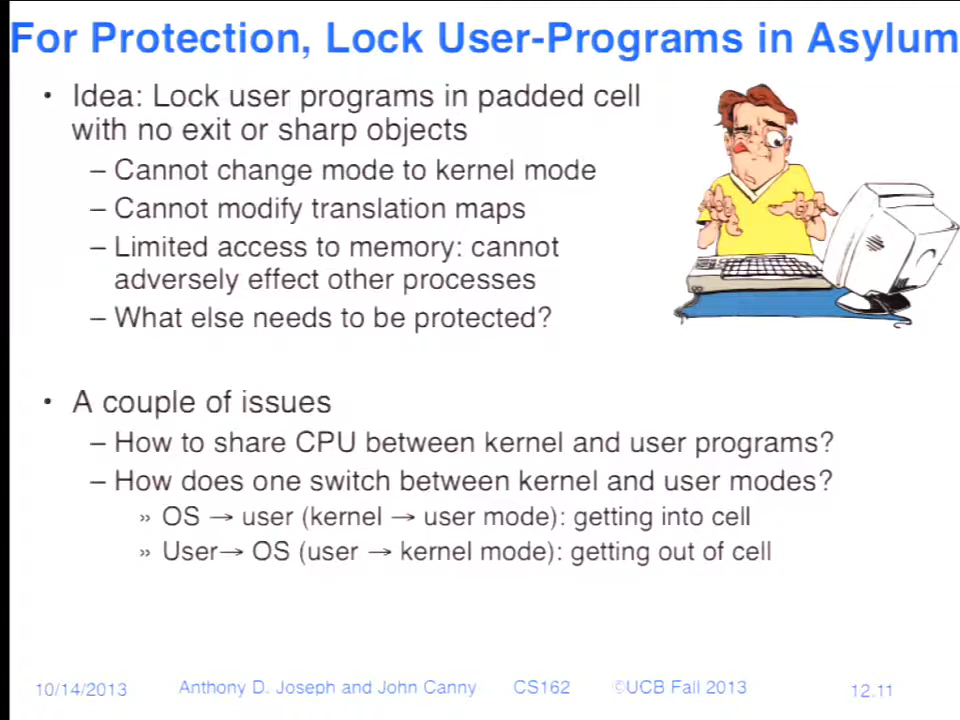 For Protection, Lock User-Programs in Asylum
• Idea: Lock user programs in padded cell
with no exit or sharp objects
– Cannot change mode to kernel mode
– Cannot modify translation maps
– Limited access to memory: cannot
adversely effect other processes
– What else needs to be protected?
• A couple of issues
– How to share CPU between kernel and user programs?
– How does one switch between kernel and user modes?
» OS → user (kernel → user mode): getting into cell
» User→ OS (user → kernel mode): getting out of cell
10/14/2013 Anthony D. Joseph and John Canny CS162 ©UCB Fall 2013 12.11